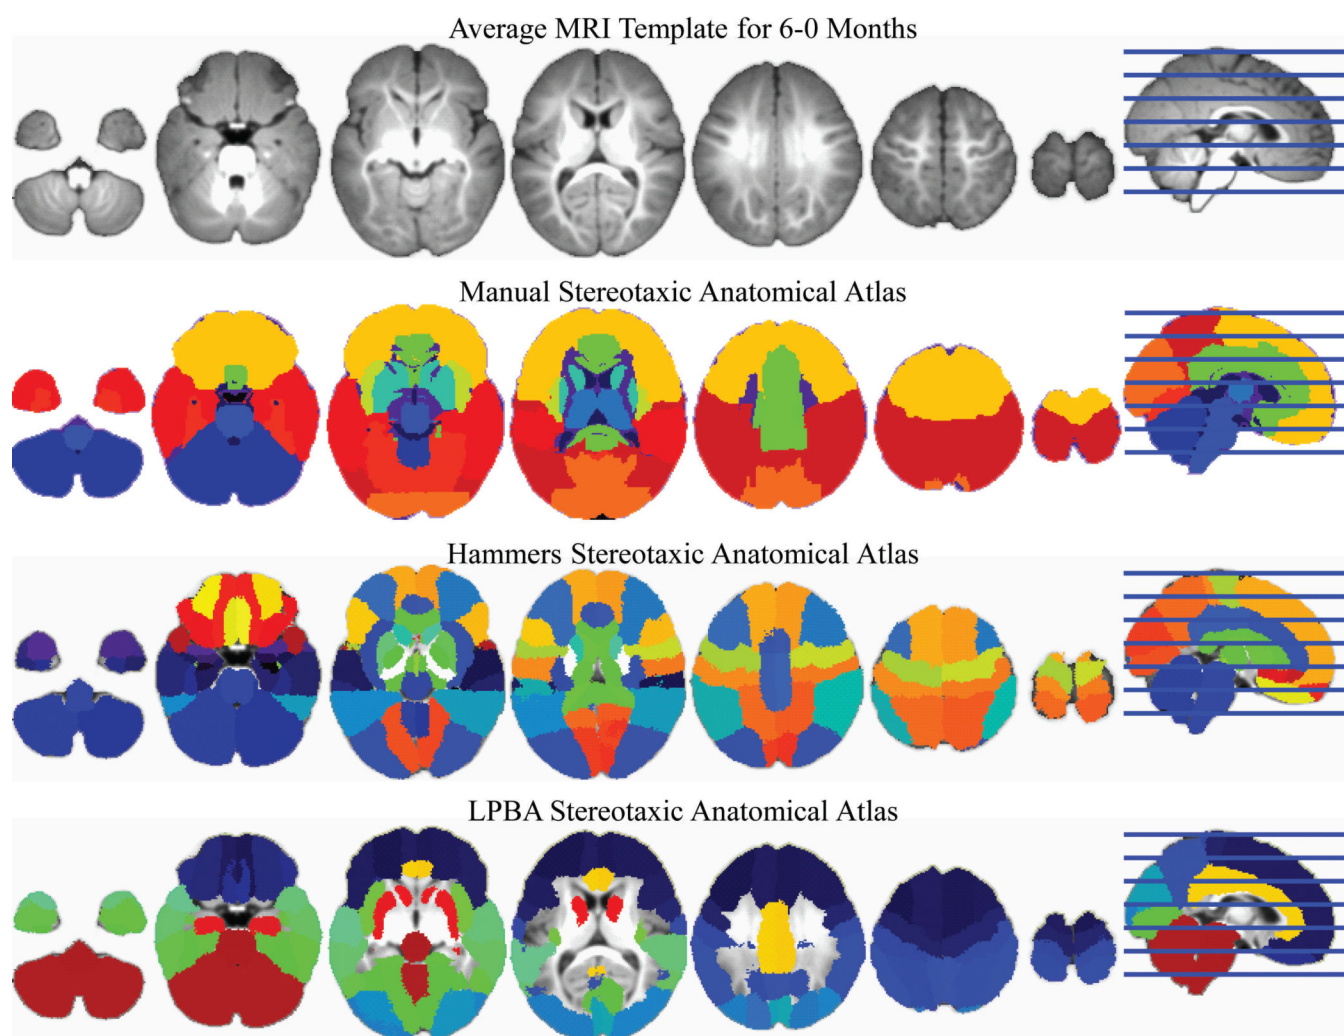 Average MRI Template for 6-0 Months
Manual Stereotaxic Anatomical Atlas
Hammers Stereotaxic Anatomical Atlas
LPBA Stereotaxic Anatomical Atlas